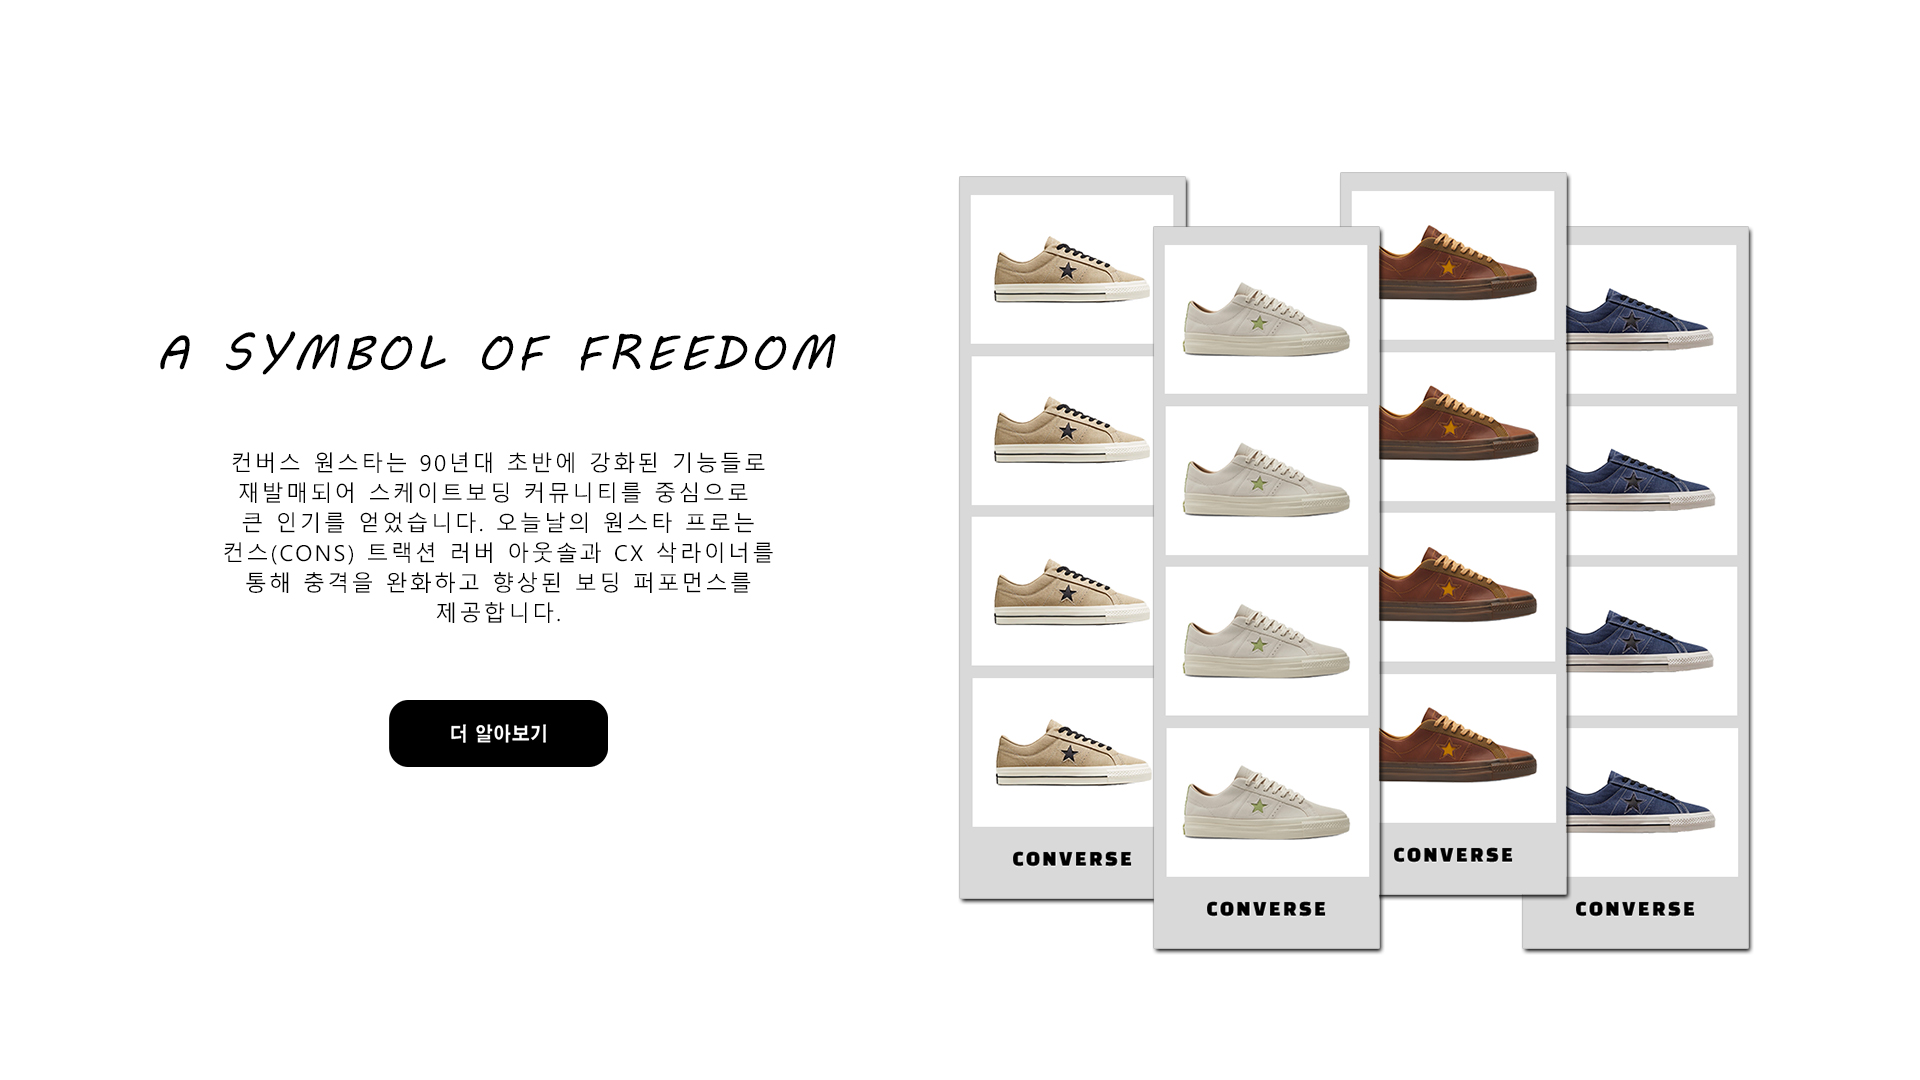 A SYMBOL OF FREEDOM
컨버스 원스타는 90년대 초반에 강화된 기능들로
재발매되어 스케이트보딩 커뮤니티를 중심으로
큰 인기를 얻었습니다. 오늘날의 원스타 프로는
컨스(CONS) 트랙션 러버 아웃솔과 CX 삭라이너를
통해 충격을 완화하고 향상된 보딩 퍼포먼스를
제공합니다.
더 알아보기
CONVERSE
CONVERSE
CONVERSE
CONVERSE